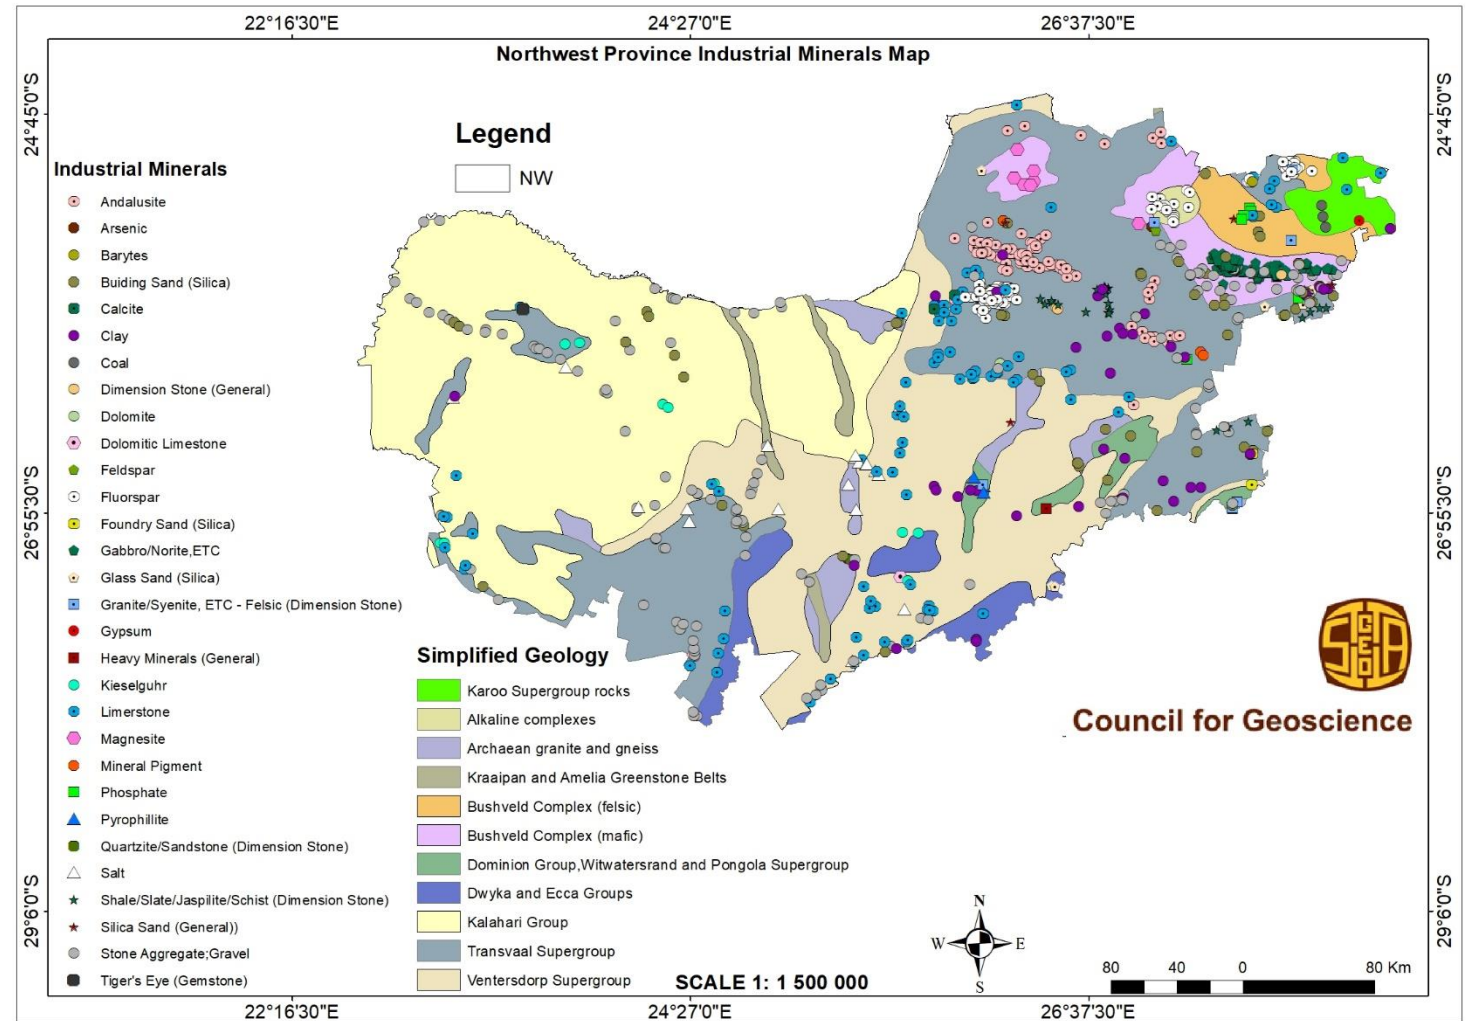 22°16'30"E
24°27'0"E
26°37'30"E
Northwest Province Industrial Minerals Map
24°45'0"S
24°45'0"S
Legend
NW
Industrial Minerals
Andalusite
Arsenic
Barytes
Buiding Sand (Silica)
Calcite
Clay
Coal
Dimension Stone (General)
Dolomite
Dolomitic Limestone
Feldspar
Fluorspar
Foundry Sand (Silica)
Gabbro/Norite,ETC
Glass Sand (Silica)
Granite/Syenite, ETC - Felsic (Dimension Stone)
Gypsum
Heavy Minerals (General)
Kieselguhr
Limerstone
Magnesite
Mineral Pigment
Phosphate
Pyrophillite
Quartzite/Sandstone (Dimension Stone)
Salt
Shale/Slate/Jaspilite/Schist (Dimension Stone)
Silica Sand (General))
Stone Aggregate;Gravel
Tiger's Eye (Gemstone)
26°55'30"S
26°55'30"S
Simplified Geology
Karoo Supergroup rocks
Alkaline complexes
Archaean granite and gneiss
Kraaipan and Amelia Greenstone Belts
Bushveld Complex (felsic)
Bushveld Complex (mafic)
Dominion Group,Witwatersrand and Pongola Supergroup
Dwyka and Ecca Groups
Kalahari Group
Transvaal Supergroup
Ventersdorp Supergroup
Council for Geoscience
29°6'0"S
29°6'0"S
N
W E
S
SCALE 1: 1 500 000
80 40 0 80 Km
22°16'30"E
24°27'0"E
26°37'30"E